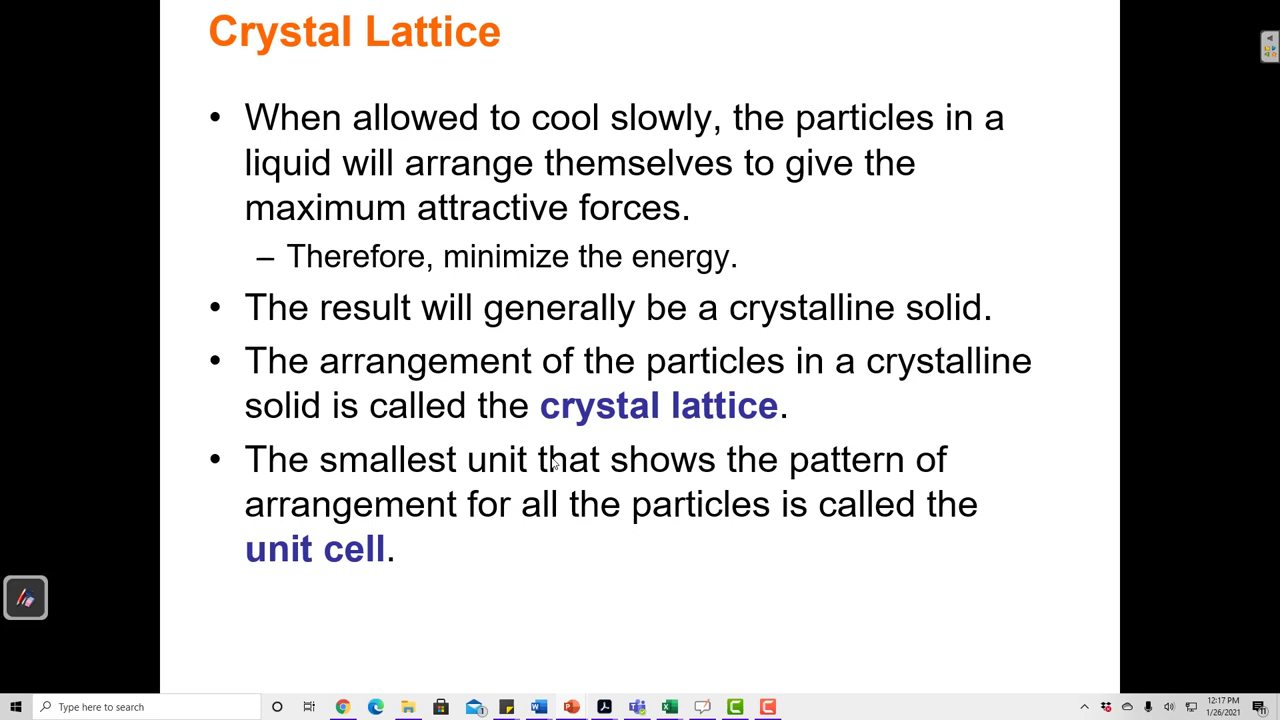 Crystal Lattice
• When allowed to cool slowly, the particles in a
liquid will arrange themselves to give the
maximum attractive forces.
– Therefore, minimize the energy.
• The result will generally be a crystalline solid.
• The arrangement of the particles in a crystalline
solid is called the crystal lattice.
• The smallest unit that shows the pattern of
arrangement for all the particles is called the
unit cell.
Type here to search
12:17 PM
1/26/2021